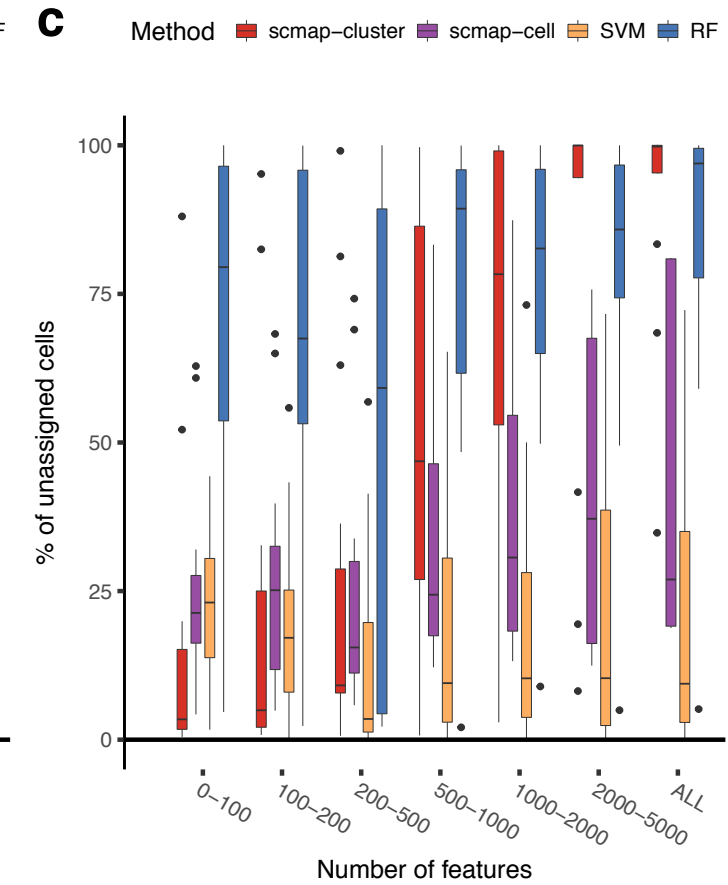 F
c
Method scmap-cluster scmap-cell SVM RF
100
75
50
25
0
% of unassigned cells
0-100
100-200
200-500
500-1000
1000-2000
2000-5000
ALL
Number of features